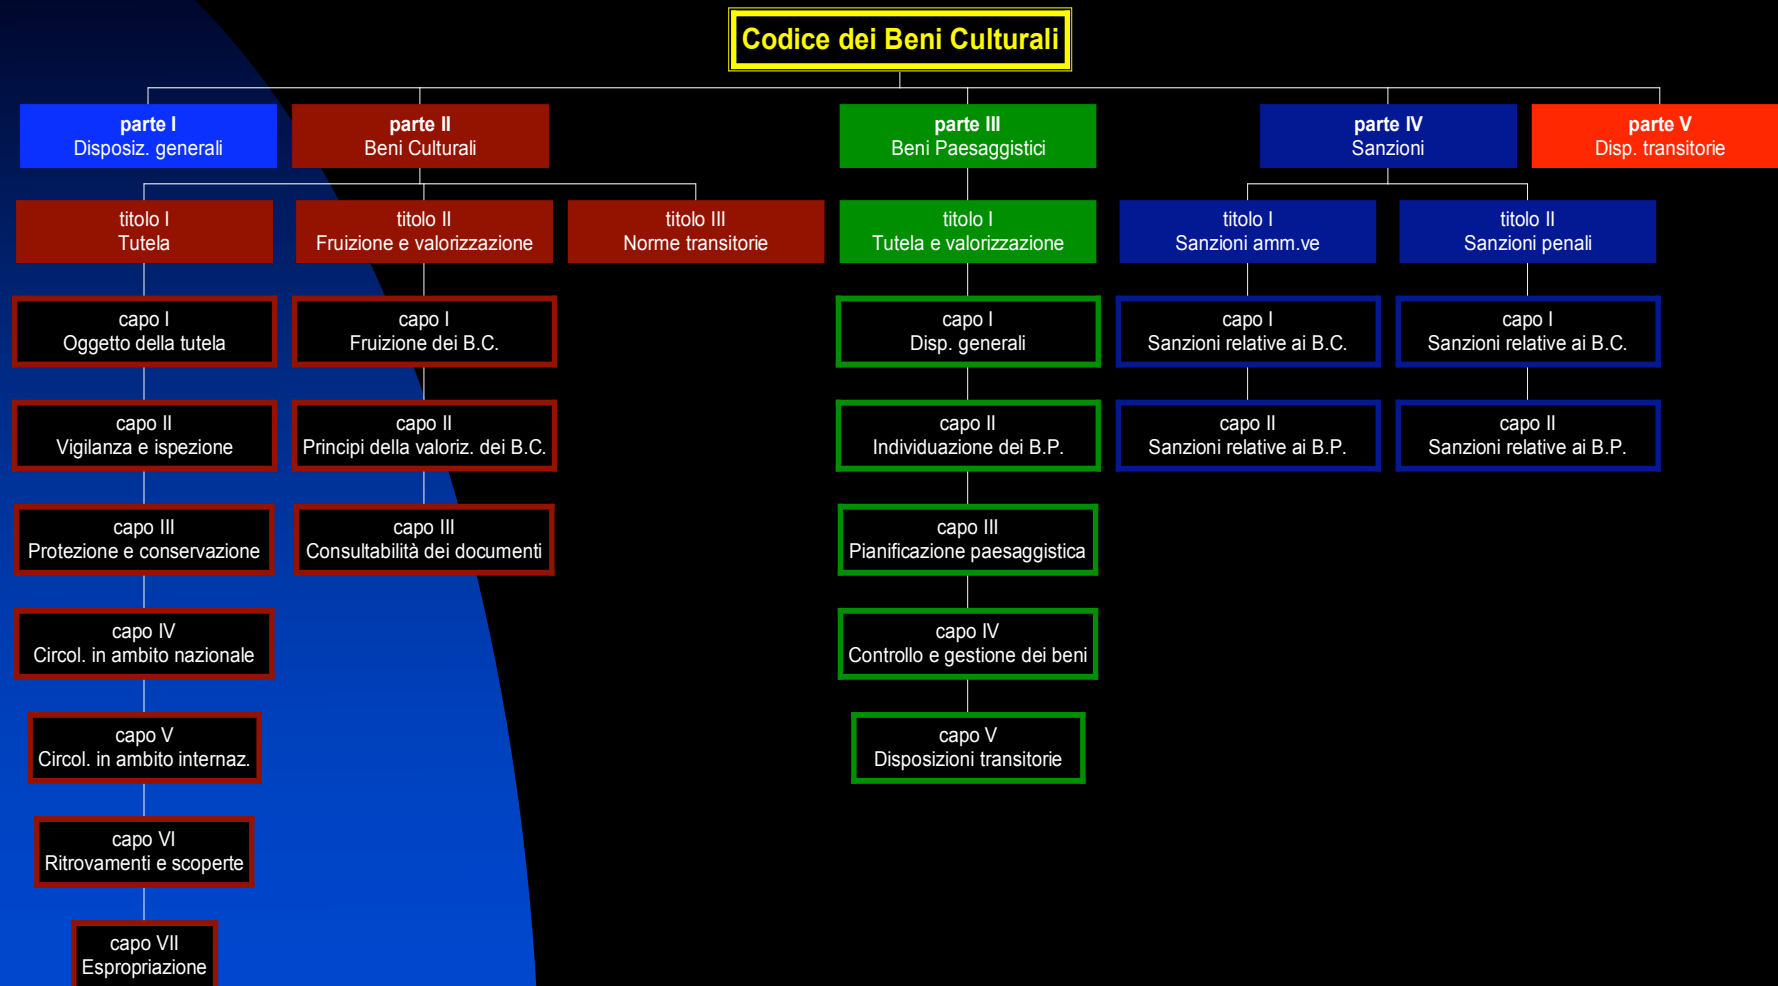 Codice dei Beni Culturali
parte I
Disposiz. generali
parte II
Beni Culturali
parte III
Beni Paesaggistici
parte IV
Sanzioni
parte V
Disp. transitorie
titolo I
Tutela
titolo II
Fruizione e valorizzazione
titolo III
Norme transitorie
titolo I
Tutela e valorizzazione
titolo I
Sanzioni amm.ve
titolo II
Sanzioni penali
capo I
Oggetto della tutela
capo I
Fruizione dei B.C.
capo I
Disp. generali
capo I
Sanzioni relative ai B.C.
capo I
Sanzioni relative ai B.C.
capo II
Vigilanza e ispezione
capo II
Principi della valoriz. dei B.C.
capo II
Individuazione dei B.P.
capo II
Sanzioni relative ai B.P.
capo II
Sanzioni relative ai B.P.
capo III
Protezione e conservazione
capo III
Consultabilità dei documenti
capo III
Pianificazione paesaggistica
capo IV
Circol. in ambito nazionale
capo IV
Controllo e gestione dei beni
capo V
Circol. in ambito internaz.
capo V
Disposizioni transitorie
capo VI
Ritrovamenti e scoperte
capo VII
Espropriazione